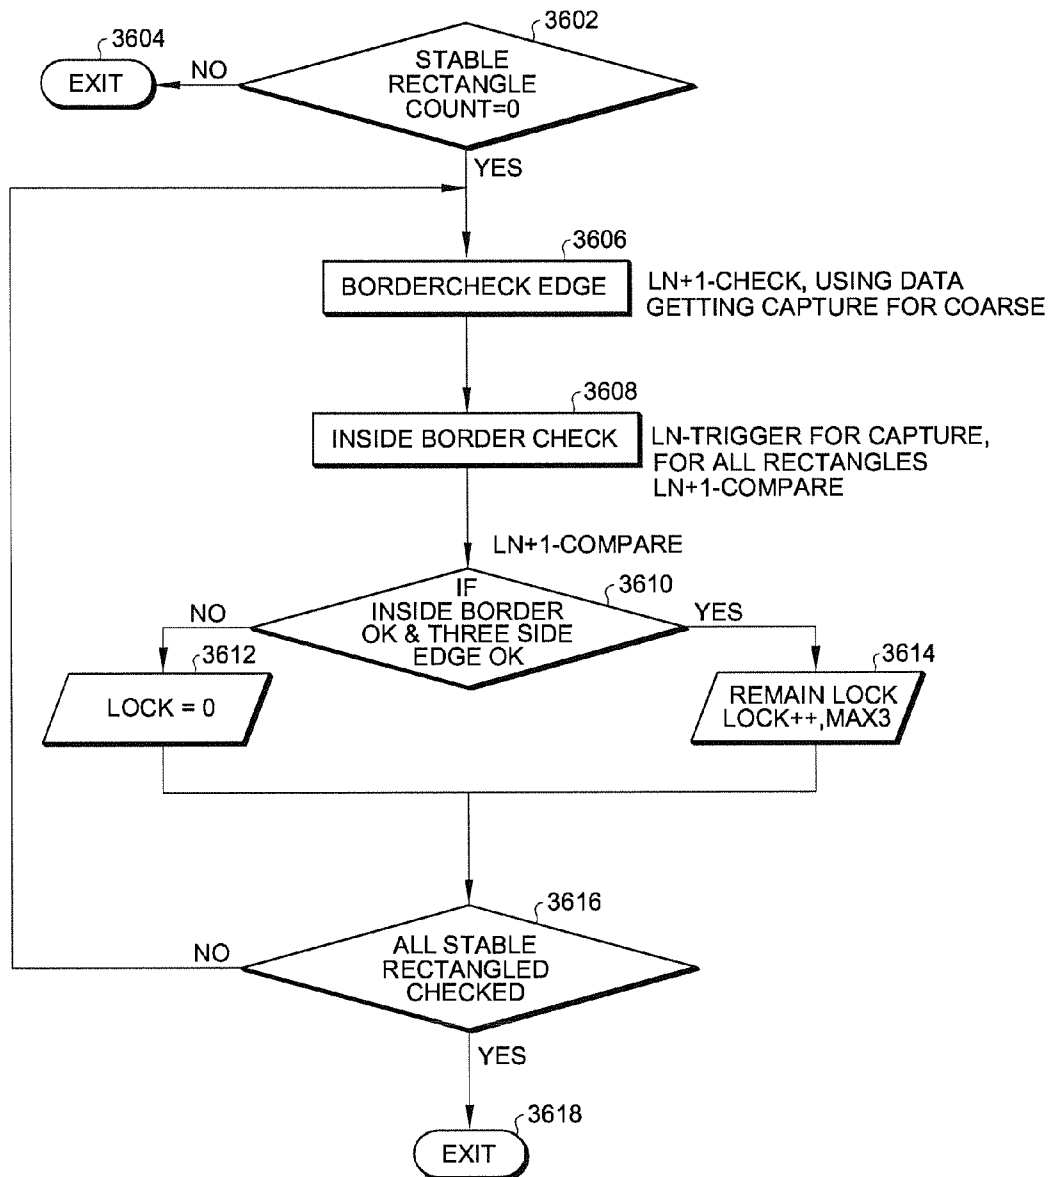 3602
3604
STABLE
RECTANGLE
COUNT=0
EXIT
NO
YES
3606
BORDERCHECK EDGE
LN+1-CHECK, USING DATA
GETTING CAPTURE FOR COARSE
3608
INSIDE BORDER CHECK
LN-TRIGGER FOR CAPTURE,
FOR ALL RECTANGLES
LN+1-COMPARE
LN+1-COMPARE
3610
IF
INSIDE BORDER
OK & THREE SIDE
EDGE OK
NO
YES
3612
LOCK = 0
3614
REMAIN LOCK
LOCK++,MAX3
3616
ALL STABLE
RECTANGLED
CHECKED
NO
YES
3618
EXIT